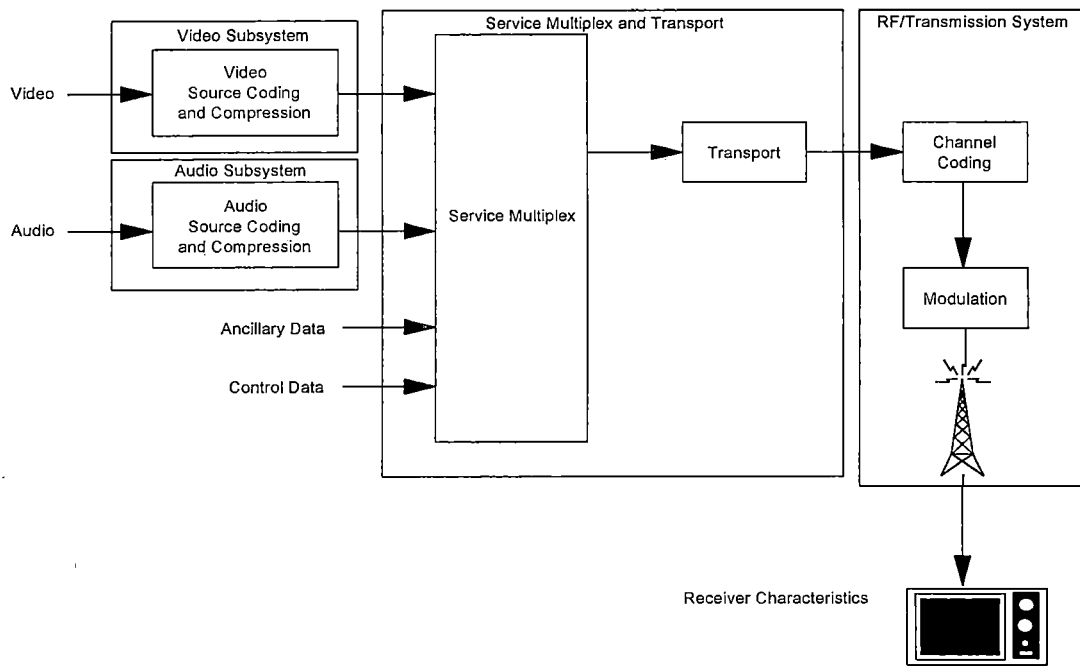 Video Subsystem
Service Multiplex and Transport
RF/Transmission System
Video
Video
Source Coding
and Compression
Transport
Channel
Coding
Audio Subsystem
Audio
Audio
Source Coding
and Compression
Service Multiplex
Modulation
Ancillary Data
Control Data
Receiver Characteristics